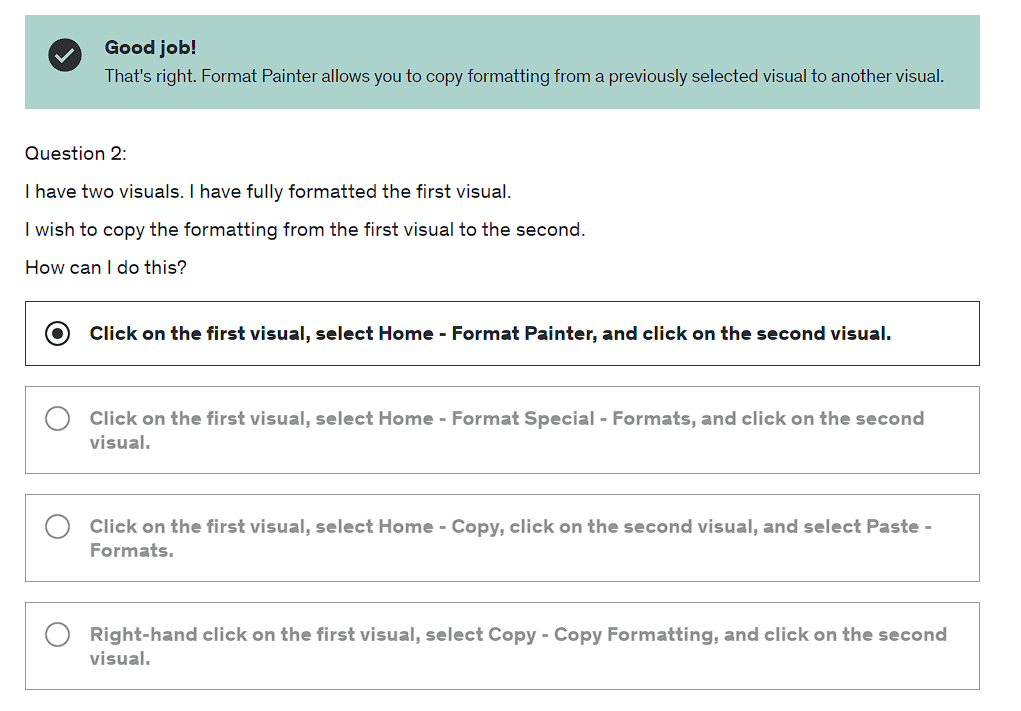 Good job!
That's right. Format Painter allows you to copy formatting from a previously selected visual to another visual.
Question 2:
I have two visuals. I have fully formatted the first visual.
I wish to copy the formatting from the first visual to the second.
How can I do this?
Click on the first visual, select Home - Format Painter, and click on the second visual.
Click on the first visual, select Home - Format Special - Formats, and click on the second
visual.
Click on the first visual, select Home - Copy, click on the second visual, and select Paste -
Formats.
Right-hand click on the first visual, select Copy - Copy Formatting, and click on the second
visual.